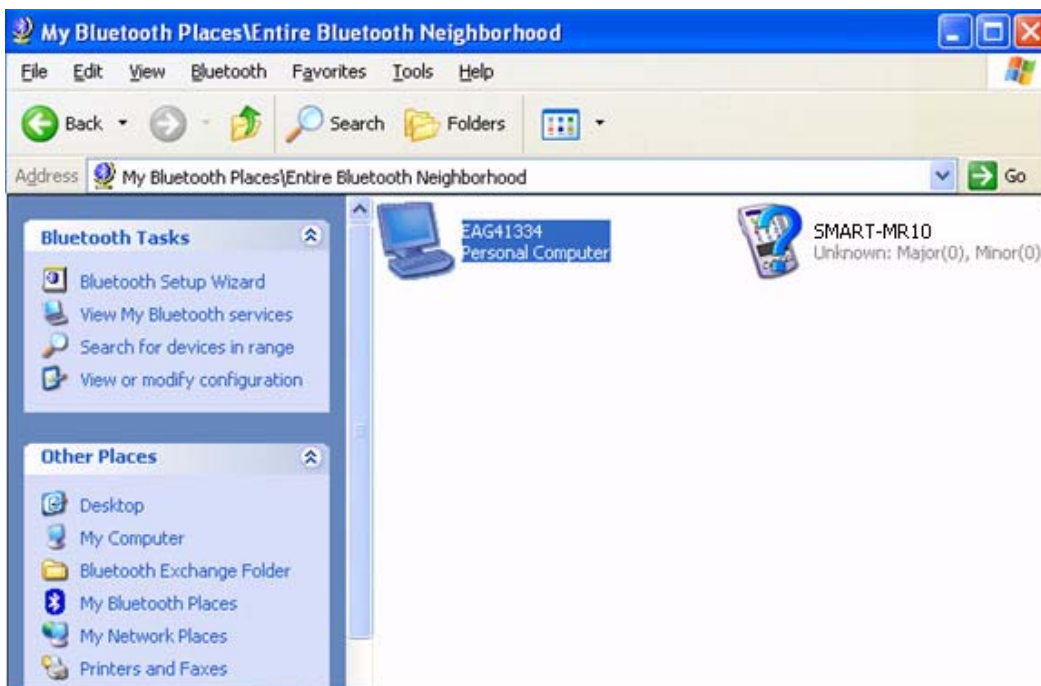 My Bluetooth Places\Entire Bluetooth Neighborhood
File Edit View Bluetooth Favorites Tools Help
Back Search Folders
Address My Bluetooth Places\Entire Bluetooth Neighborhood Go
Bluetooth Tasks
Bluetooth Setup Wizard
View My Bluetooth services
Search for devices in range
View or modify configuration
Other Places
Desktop
My Computer
Bluetooth Exchange Folder
My Bluetooth Places
My Network Places
Printers and Faxes
EAG41334
Personal Computer
SMART-MR10
Unknown: Major(0), Minor(0)